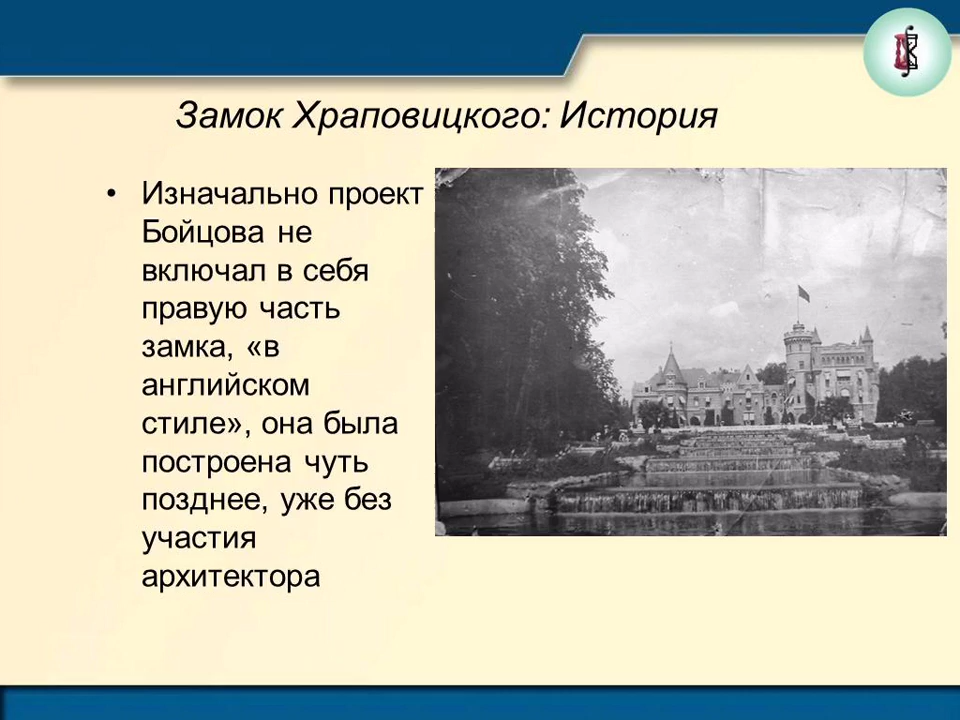 Замок Храповицкого: История
• Изначально проект
Бойцова не
включал в себя
правую часть
замка, «в
английском
стиле», она была
построена чуть
позднее, уже без
участия
архитектора